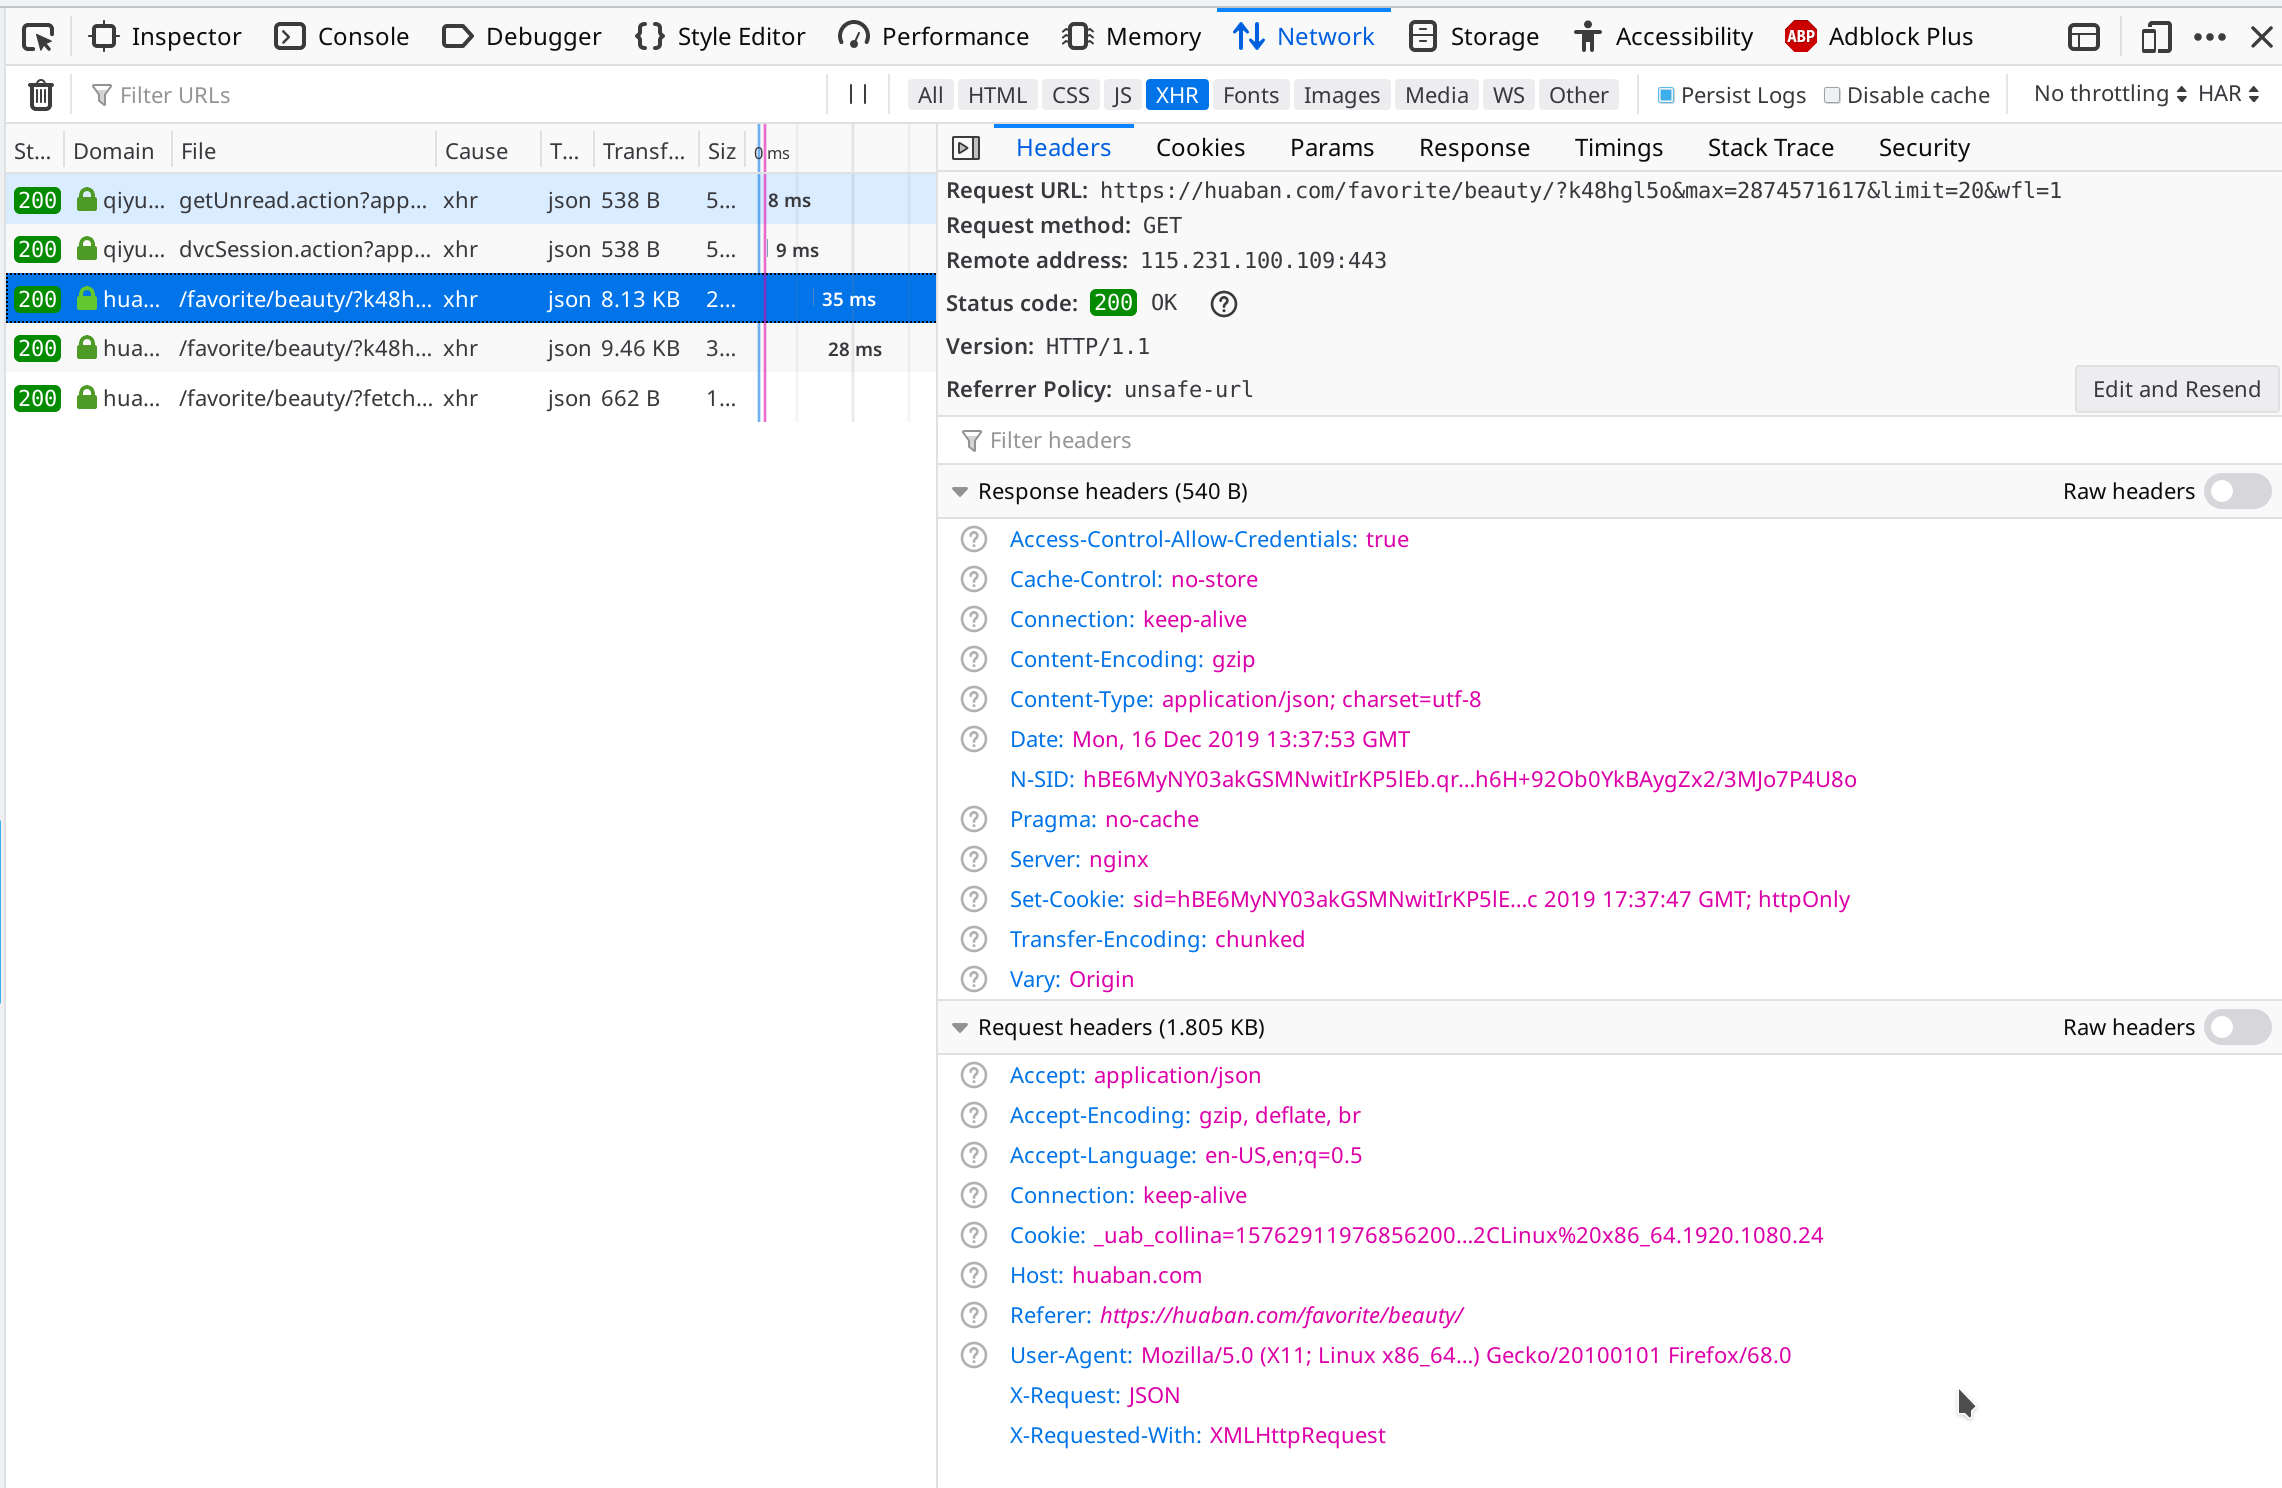 Inspector Console Debugger Style Editor Performance Memory Network Storage Accessibility ABP Adblock Plus
Filter URLs All HTML CSS JS XHR Fonts Images Media WS Other Persist Logs Disable cache No throttling HAR
St... Domain File Cause T... Transf... Siz 0 ms
200 qiyu... getUnread.action?app... xhr json 538 B 5... 8 ms
200 qiyu... dvcSession.action?app... xhr json 538 B 5... 9 ms
200 hua... /favorite/beauty/?k48h... xhr json 8.13 KB 2... 35 ms
200 hua... /favorite/beauty/?k48h... xhr json 9.46 KB 3... 28 ms
200 hua... /favorite/beauty/?fetch... xhr json 662 B 1...
Headers Cookies Params Response Timings Stack Trace Security
Request URL: https://huaban.com/favorite/beauty/?k48hgl5o&max=2874571617&limit=20&wfl=1
Request method: GET
Remote address: 115.231.100.109:443
Status code: 200 OK ?
Version: HTTP/1.1
Referrer Policy: unsafe-url Edit and Resend
Filter headers
Response headers (540 B) Raw headers
? Access-Control-Allow-Credentials: true
? Cache-Control: no-store
? Connection: keep-alive
? Content-Encoding: gzip
? Content-Type: application/json; charset=utf-8
? Date: Mon, 16 Dec 2019 13:37:53 GMT
N-SID: hBE6MyNY03akGSMNwitIrKP5lEb.qr...h6H+92Ob0YkBAygZx2/3MJo7P4U8o
? Pragma: no-cache
? Server: nginx
? Set-Cookie: sid=hBE6MyNY03akGSMNwitIrKP5lE...c 2019 17:37:47 GMT; httpOnly
? Transfer-Encoding: chunked
? Vary: Origin
Request headers (1.805 KB) Raw headers
? Accept: application/json
? Accept-Encoding: gzip, deflate, br
? Accept-Language: en-US,en;q=0.5
? Connection: keep-alive
? Cookie: _uab_collina=15762911976856200...2CLinux%20x86_64.1920.1080.24
? Host: huaban.com
? Referer: https://huaban.com/favorite/beauty/
? User-Agent: Mozilla/5.0 (X11; Linux x86_64...) Gecko/20100101 Firefox/68.0
X-Request: JSON
X-Requested-With: XMLHttpRequest